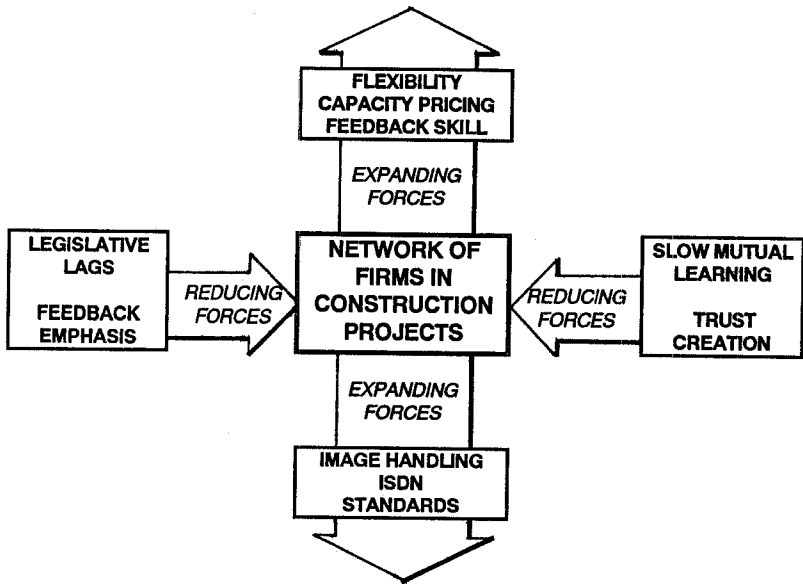 FLEXIBILITY
CAPACITY PRICING
FEEDBACK SKILL
EXPANDING
FORCES
LEGISLATIVE
LAGS
FEEDBACK
EMPHASIS
REDUCING
FORCES
NETWORK OF
FIRMS IN
CONSTRUCTION
PROJECTS
REDUCING
FORCES
SLOW MUTUAL
LEARNING
TRUST
CREATION
EXPANDING
FORCES
IMAGE HANDLING
ISDN
STANDARDS